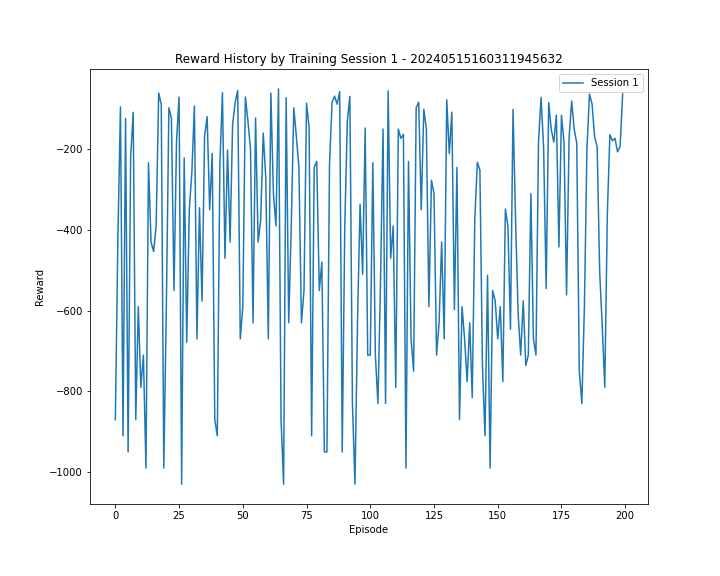 Reward History by Training Session 1 - 20240515160311945632
Session 1
−200
−400
−600
−800
−1000
Reward
0 25 50 75 100 125 150 175 200
Episode